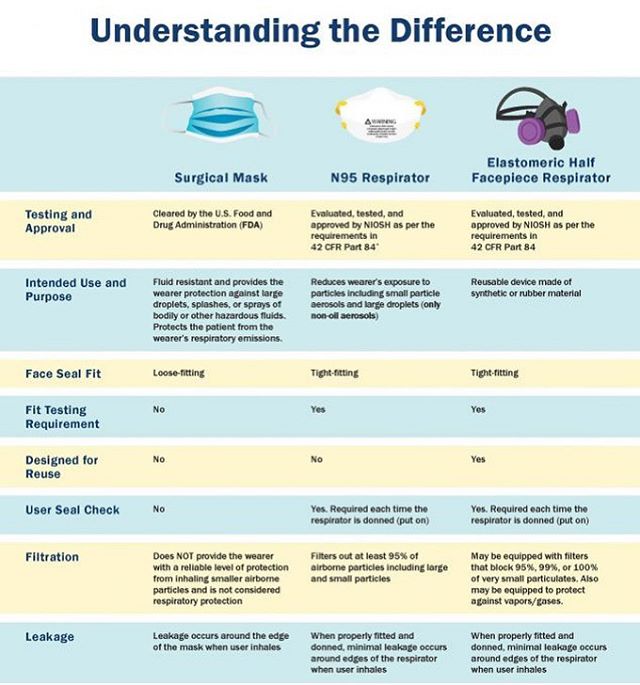 Understanding the Difference
WARNING
Surgical Mask
N95 Respirator
Elastomeric Half
Facepiece Respirator
Testing and
Approval
Cleared by the U.S. Food and
Drug Administration (FDA)
Evaluated, tested, and
approved by NIOSH as per the
requirements in
42 CFR Part 84*
Evaluated, tested, and
approved by NIOSH as per the
requirements in
42 CFR Part 84
Intended Use and
Purpose
Fluid resistant and provides the
wearer protection against large
droplets, splashes, or sprays of
bodily or other hazardous fluids.
Protects the patient from the
wearer's respiratory emissions.
Reduces wearer's exposure to
particles including small particle
aerosols and large droplets (only
non-oil aerosols)
Reusable device made of
synthetic or rubber material
Face Seal Fit
Loose-fitting
Tight-fitting
Tight-fitting
Fit Testing
Requirement
No
Yes
Yes
Designed for
Reuse
No
No
Yes
User Seal Check
No
Yes. Required each time the
respirator is donned (put on)
Yes. Required each time the
respirator is donned (put on)
Filtration
Does NOT provide the wearer
with a reliable level of protection
from inhaling smaller airborne
particles and is not considered
respiratory protection
Filters out at least 95% of
airborne particles including large
and small particles
May be equipped with filters
that block 95%, 99%, or 100%
of very small particulates. Also
may be equipped to protect
against vapors/gases.
Leakage
Leakage occurs around the edge
of the mask when user inhales
When properly fitted and
donned, minimal leakage occurs
around edges of the respirator
when user inhales
When properly fitted and
donned, minimal leakage occurs
around edges of the respirator
when user inhales